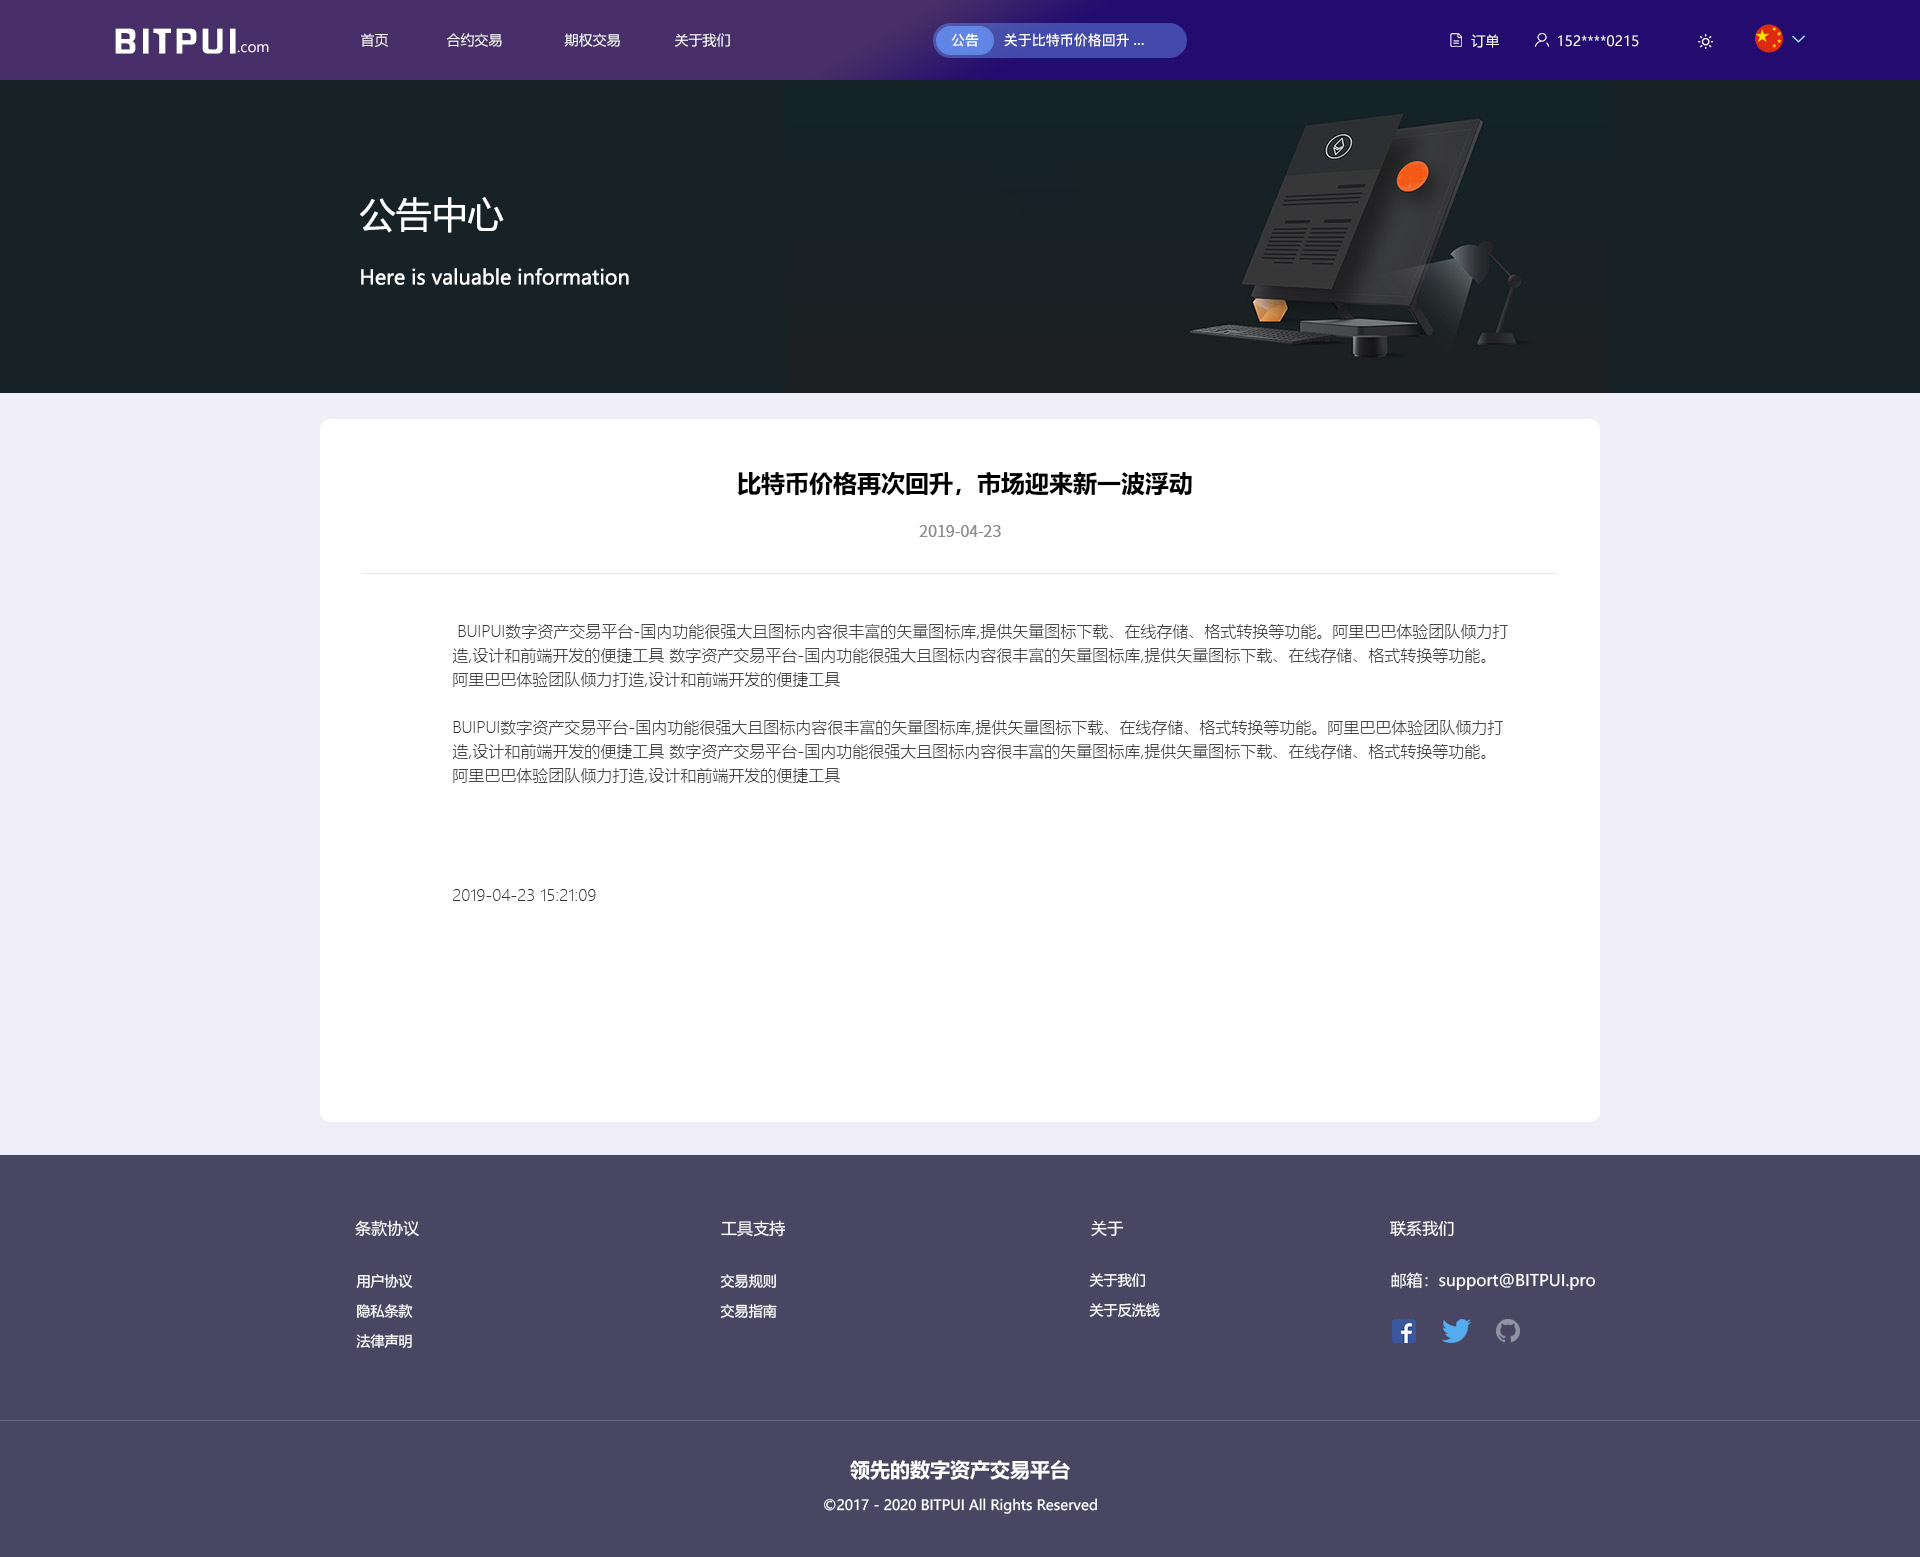 BITPUI.com 首页 合约交易 期权交易 关于我们 公告 关于比特币价格回升 ... 订单 152****0215
公告中心
Here is valuable information
比特币价格再次回升，市场迎来新一波浮动
2019-04-23
BUIPUI数字资产交易平台-国内功能很强大且图标内容很丰富的矢量图标库,提供矢量图标下载、在线存储、格式转换等功能。阿里巴巴体验团队倾力打
造,设计和前端开发的便捷工具 数字资产交易平台-国内功能很强大且图标内容很丰富的矢量图标库,提供矢量图标下载、在线存储、格式转换等功能。
阿里巴巴体验团队倾力打造,设计和前端开发的便捷工具
BUIPUI数字资产交易平台-国内功能很强大且图标内容很丰富的矢量图标库,提供矢量图标下载、在线存储、格式转换等功能。阿里巴巴体验团队倾力打
造,设计和前端开发的便捷工具 数字资产交易平台-国内功能很强大且图标内容很丰富的矢量图标库,提供矢量图标下载、在线存储、格式转换等功能。
阿里巴巴体验团队倾力打造,设计和前端开发的便捷工具
2019-04-23 15:21:09
条款协议
用户协议
隐私条款
法律声明
工具支持
交易规则
交易指南
关于
关于我们
关于反洗钱
联系我们
邮箱：support@BITPUI.pro
领先的数字资产交易平台
©2017 - 2020 BITPUI All Rights Reserved